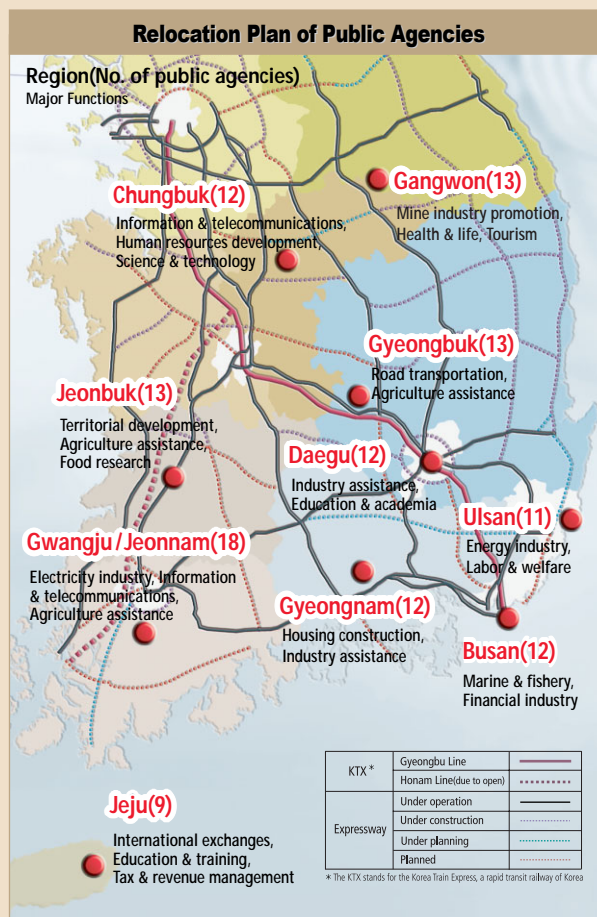 Relocation Plan of Public Agencies
Region(No. of public agencies)
Major Functions
Chungbuk(12)
Information & telecommunications,
Human resources development,
Science & technology
Gangwon(13)
Mine industry promotion,
Health & life, Tourism
Gyeongbuk(13)
Road transportation,
Agriculture assistance
Jeonbuk(13)
Territorial development,
Agriculture assistance,
Food research
Daegu(12)
Industry assistance,
Education & academia
Ulsan(11)
Energy industry,
Labor & welfare
Gwangju/Jeonnam(18)
Electricity industry, Information
& telecommunications,
Agriculture assistance
Gyeongnam(12)
Housing construction,
Industry assistance
Busan(12)
Marine & fishery,
Financial industry
Jeju(9)
International exchanges,
Education & training,
Tax & revenue management
KTX *
Gyeongbu Line
Honam Line(due to open)
Expressway
Under operation
Under construction
Under planning
Planned
* The KTX stands for the Korea Train Express, a rapid transit railway of Korea